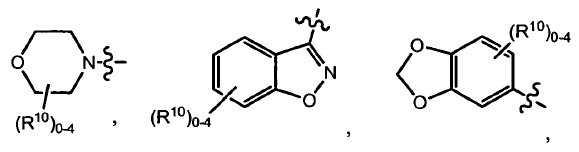 O N (R¹⁰)₀₋₄ ,
N O (R¹⁰)₀₋₄ ,
O O (R¹⁰)₀₋₄ ,